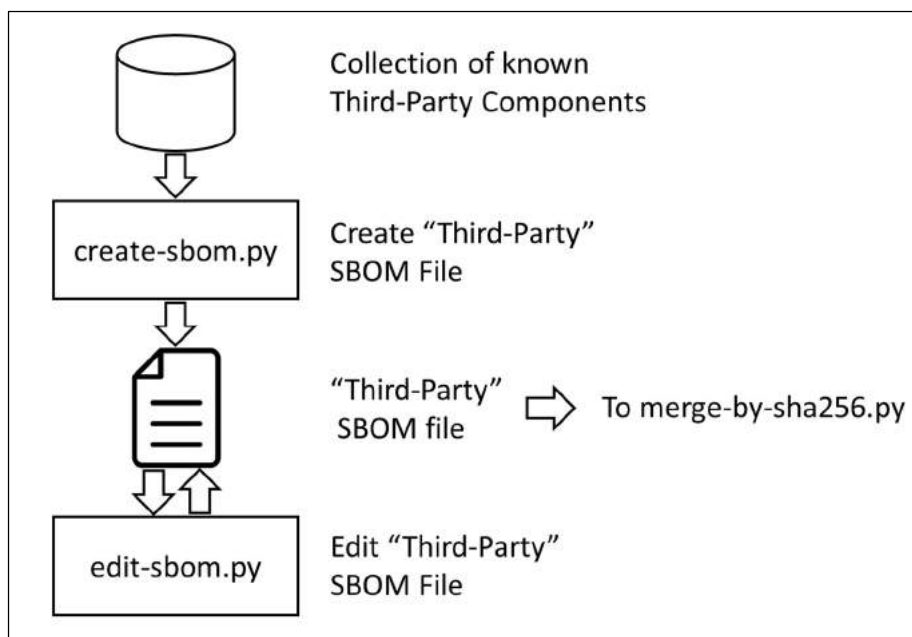 Collection of known
Third-Party Components
create-sbom.py
Create “Third-Party”
SBOM File
“Third-Party”
SBOM file
To merge-by-sha256.py
edit-sbom.py
Edit “Third-Party”
SBOM File